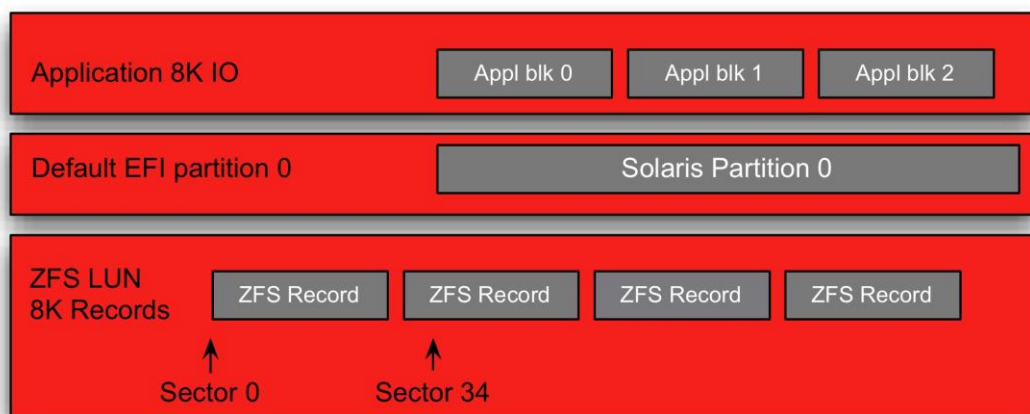 Application 8K IO
Appl blk 0
Appl blk 1
Appl blk 2
Default EFI partition 0
Solaris Partition 0
ZFS LUN
8K Records
ZFS Record
ZFS Record
ZFS Record
ZFS Record
Sector 0
Sector 34